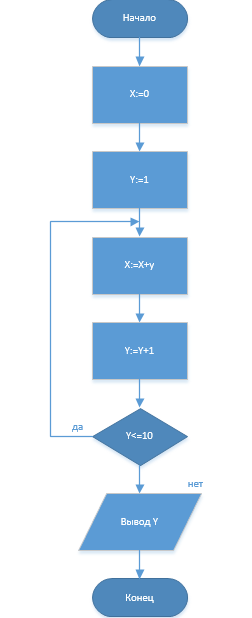 Начало
X:=0
Y:=1
X:=X+y
Y:=Y+1
да
Y<=10
нет
Вывод Y
Конец